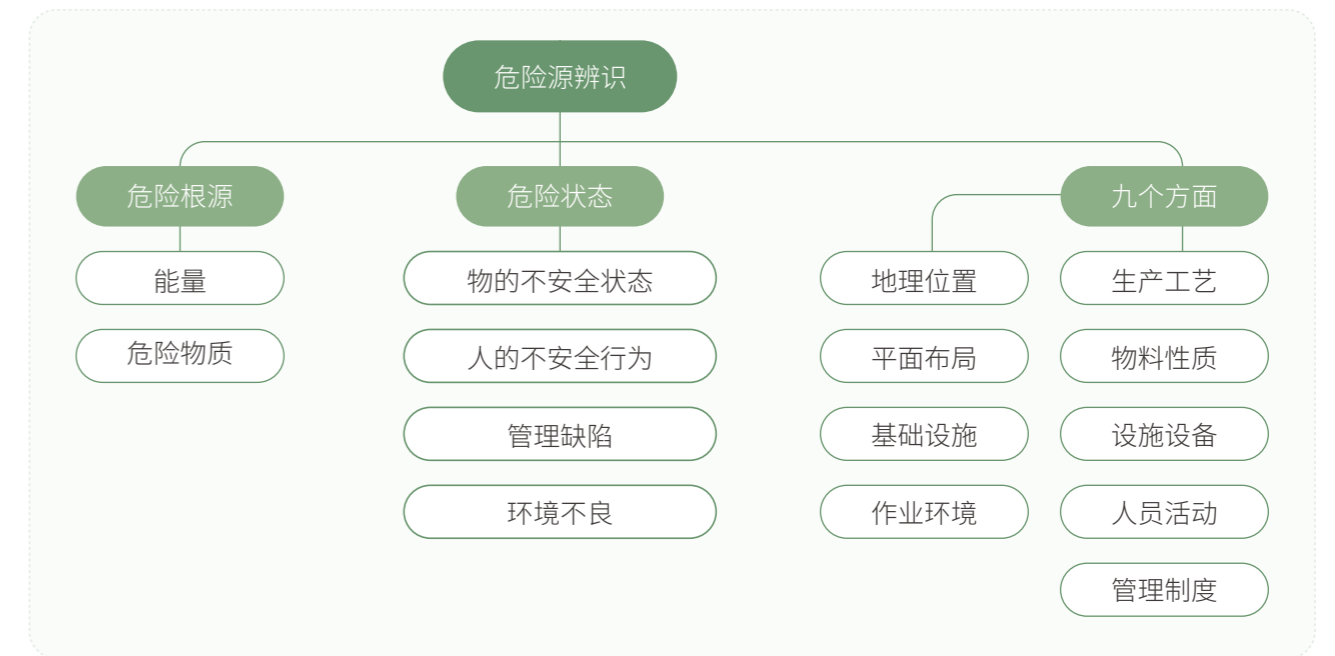 危险源辨识
危险根源
能量
危险物质
危险状态
物的不安全状态
人的不安全行为
管理缺陷
环境不良
九个方面
地理位置
平面布局
基础设施
作业环境
生产工艺
物料性质
设施设备
人员活动
管理制度